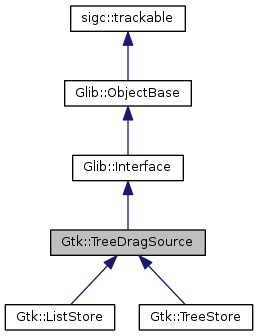 sigc::trackable
Glib::ObjectBase
Glib::Interface
Gtk::TreeDragSource
Gtk::ListStore
Gtk::TreeStore